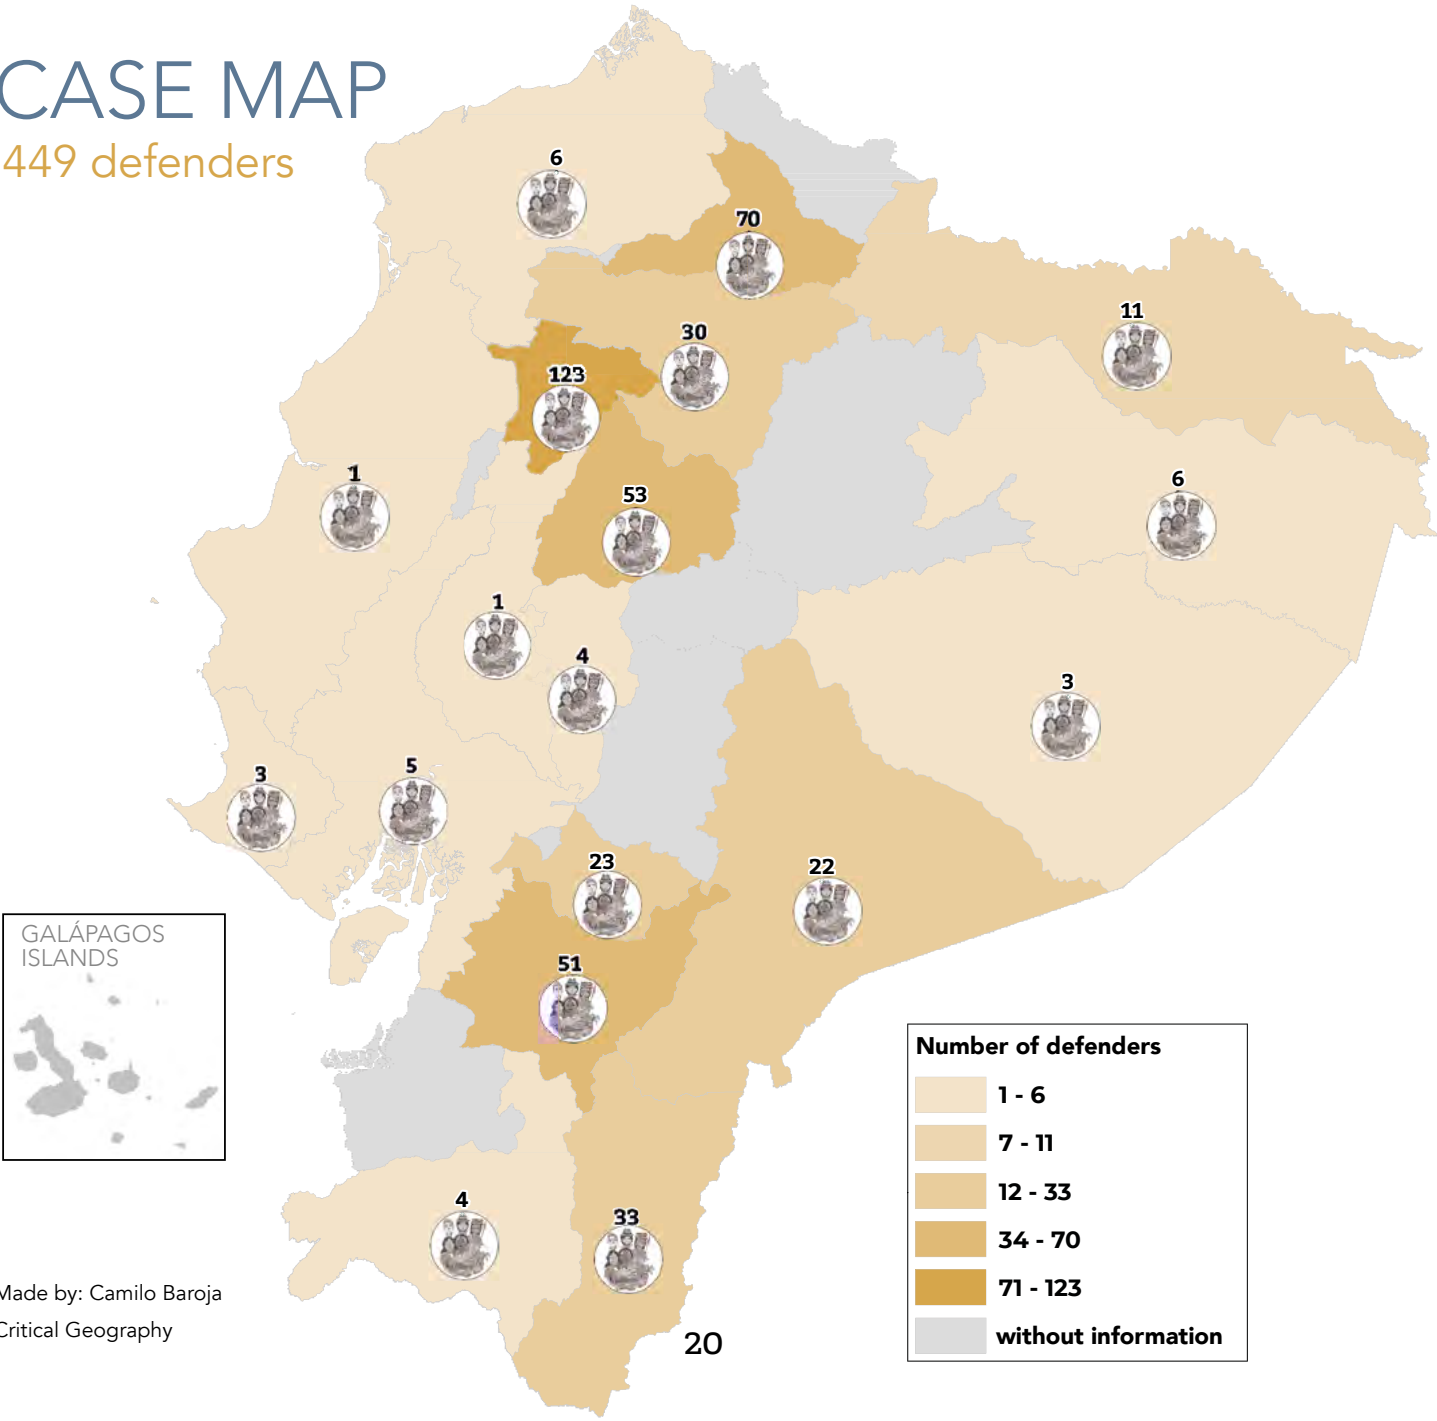 CASE MAP
449 defenders
6
70
11
30
123
1
6
53
1
4
3
3
5
23
22
51
GALÁPAGOS
ISLANDS
Number of defenders
1 - 6
7 - 11
12 - 33
34 - 70
71 - 123
without information
4
33
Made by: Camilo Baroja
Critical Geography
20